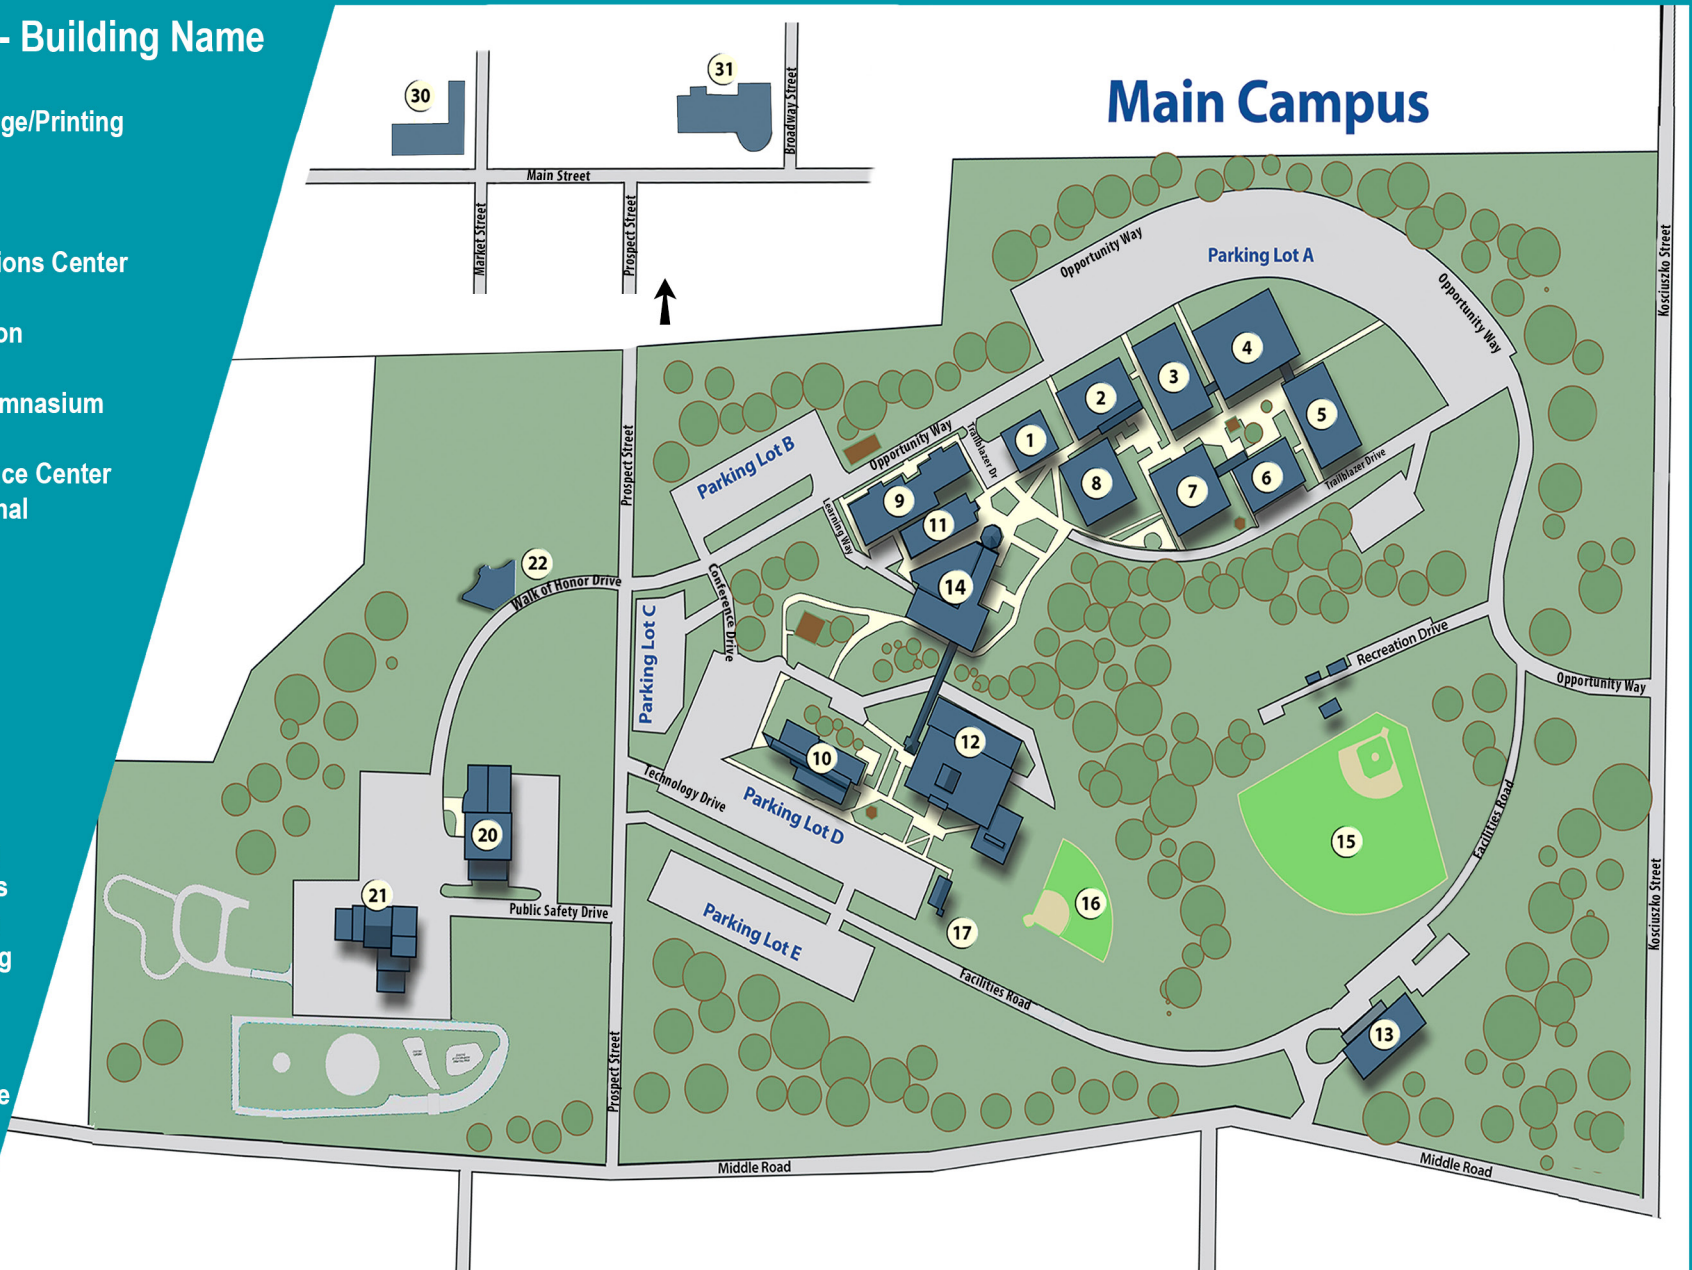 - Building Name
ge/Printing
ions Center
on
mnasium
ce Center
nal
s
g
e
Main Campus
30
31
Main Street
Market Street
Prospect Street
Broadway Street
Kosciuszko Street
Opportunity Way
Parking Lot A
Opportunity Way
4
3
2
5
1
Trailblazer Dr
Opportunity Way
Parking Lot B
Prospect Street
6
8
7
Trailblazer Drive
9
11
Learning Way
22
Walk of Honor Drive
14
Conference Drive
Parking Lot C
Recreation Drive
Opportunity Way
12
10
Technology Drive
Parking Lot D
20
15
Facilities Road
21
Public Safety Drive
16
17
Parking Lot E
Kosciuszko Street
Facilities Road
13
Prospect Street
Middle Road
Middle Road